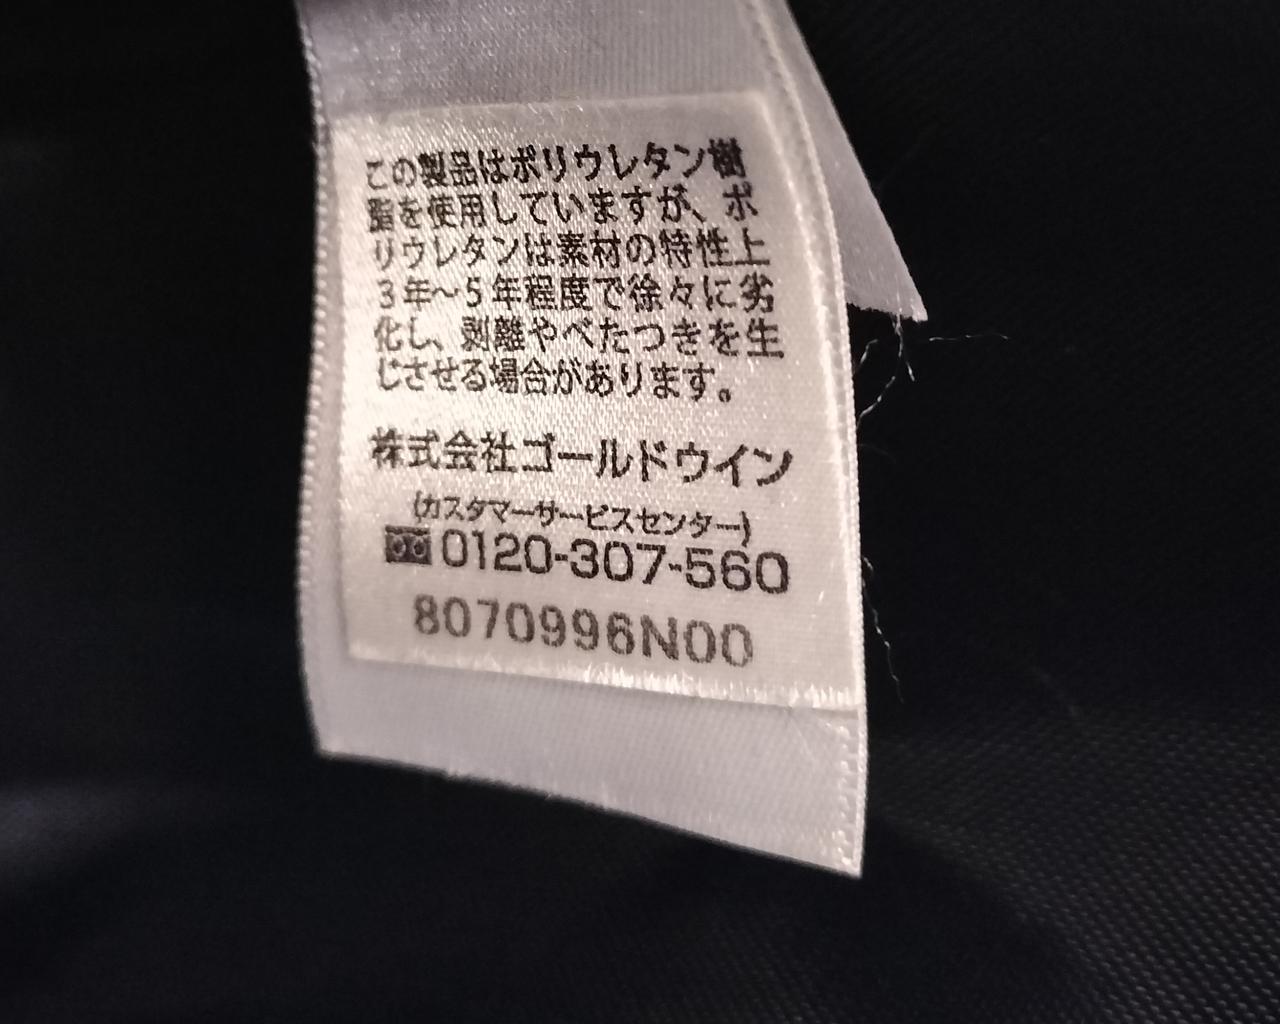 この製品はポリウレタン樹
脂を使用していますが、ポ
リウレタンは素材の特性上
3年～5年程度で徐々に劣
化し、剥離やべたつきを生
じさせる場合があります。
株式会社ゴールドウイン
(カスタマーサービスセンター)
0120-307-560
8070996N00